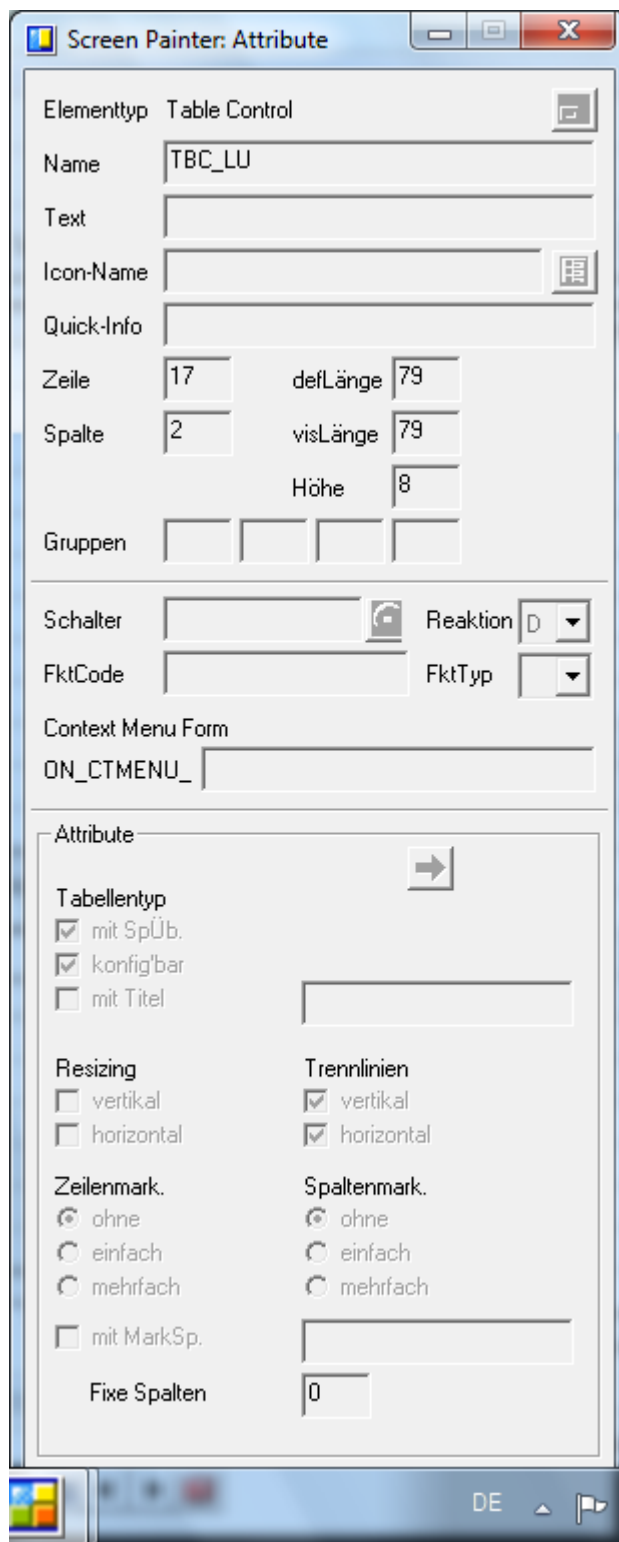 Screen Painter: Attribute
Elementtyp Table Control
Name TBC_LU
Text
Icon-Name
Quick-Info
Zeile 17 defLänge 79
Spalte 2 visLänge 79
Höhe 8
Gruppen
Schalter Reaktion D
FktCode FktTyp
Context Menu Form
ON_CTMENU_
Attribute
Tabellentyp
mit SpÜb.
konfig'bar
mit Titel
Resizing Trennlinien
vertikal vertikal
horizontal horizontal
Zeilenmark. Spaltenmark.
ohne ohne
einfach einfach
mehrfach mehrfach
mit MarkSp.
Fixe Spalten 0
DE